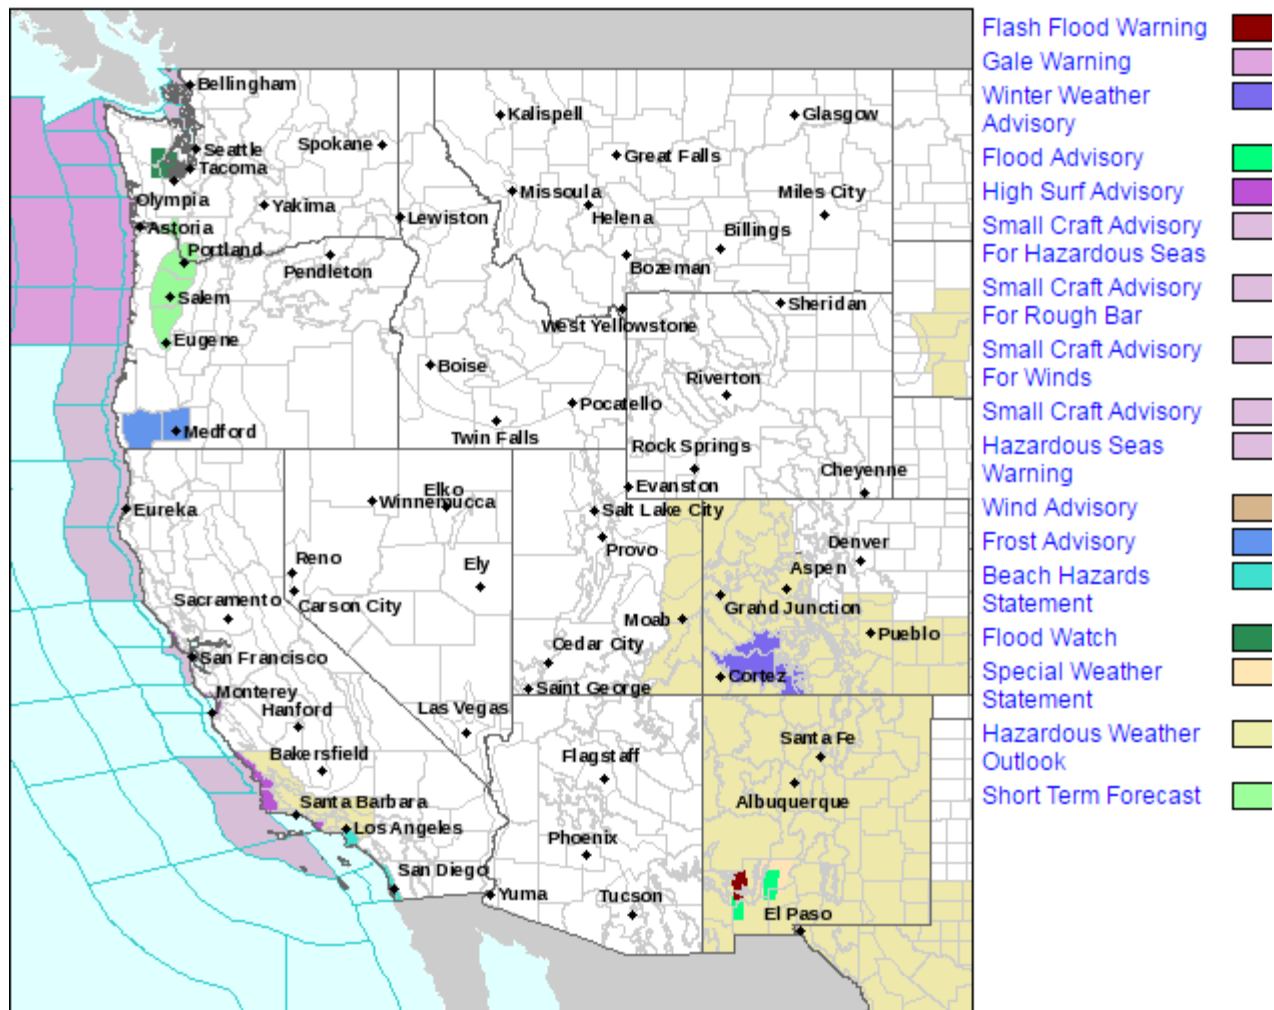 Bellingham
Kalispell
Glasgow
Spokane
Seattle
Great Falls
Tacoma
Missoula
Miles City
Olympia
Yakima
Lewiston
Helena
Astoria
Billings
Portland
Pendleton
Bozeman
Salem
Sheridan
West Yellowstone
Eugene
Boise
Riverton
Pocatello
Medford
Twin Falls
Rock Springs
Cheyenne
Elko
Evanston
Winnemucca
Eureka
Salt Lake City
Denver
Provo
Reno
Ely
Aspen
Sacramento
Carson City
Grand Junction
Moab
Pueblo
Cedar City
San Francisco
Cortez
Saint George
Monterey
Hanford
Las Vegas
Santa Fe
Bakersfield
Flagstaff
Santa Barbara
Albuquerque
Los Angeles
Phoenix
San Diego
Yuma
Tucson
El Paso
Flash Flood Warning
Gale Warning
Winter Weather
Advisory
Flood Advisory
High Surf Advisory
Small Craft Advisory
For Hazardous Seas
Small Craft Advisory
For Rough Bar
Small Craft Advisory
For Winds
Small Craft Advisory
Hazardous Seas
Warning
Wind Advisory
Frost Advisory
Beach Hazards
Statement
Flood Watch
Special Weather
Statement
Hazardous Weather
Outlook
Short Term Forecast